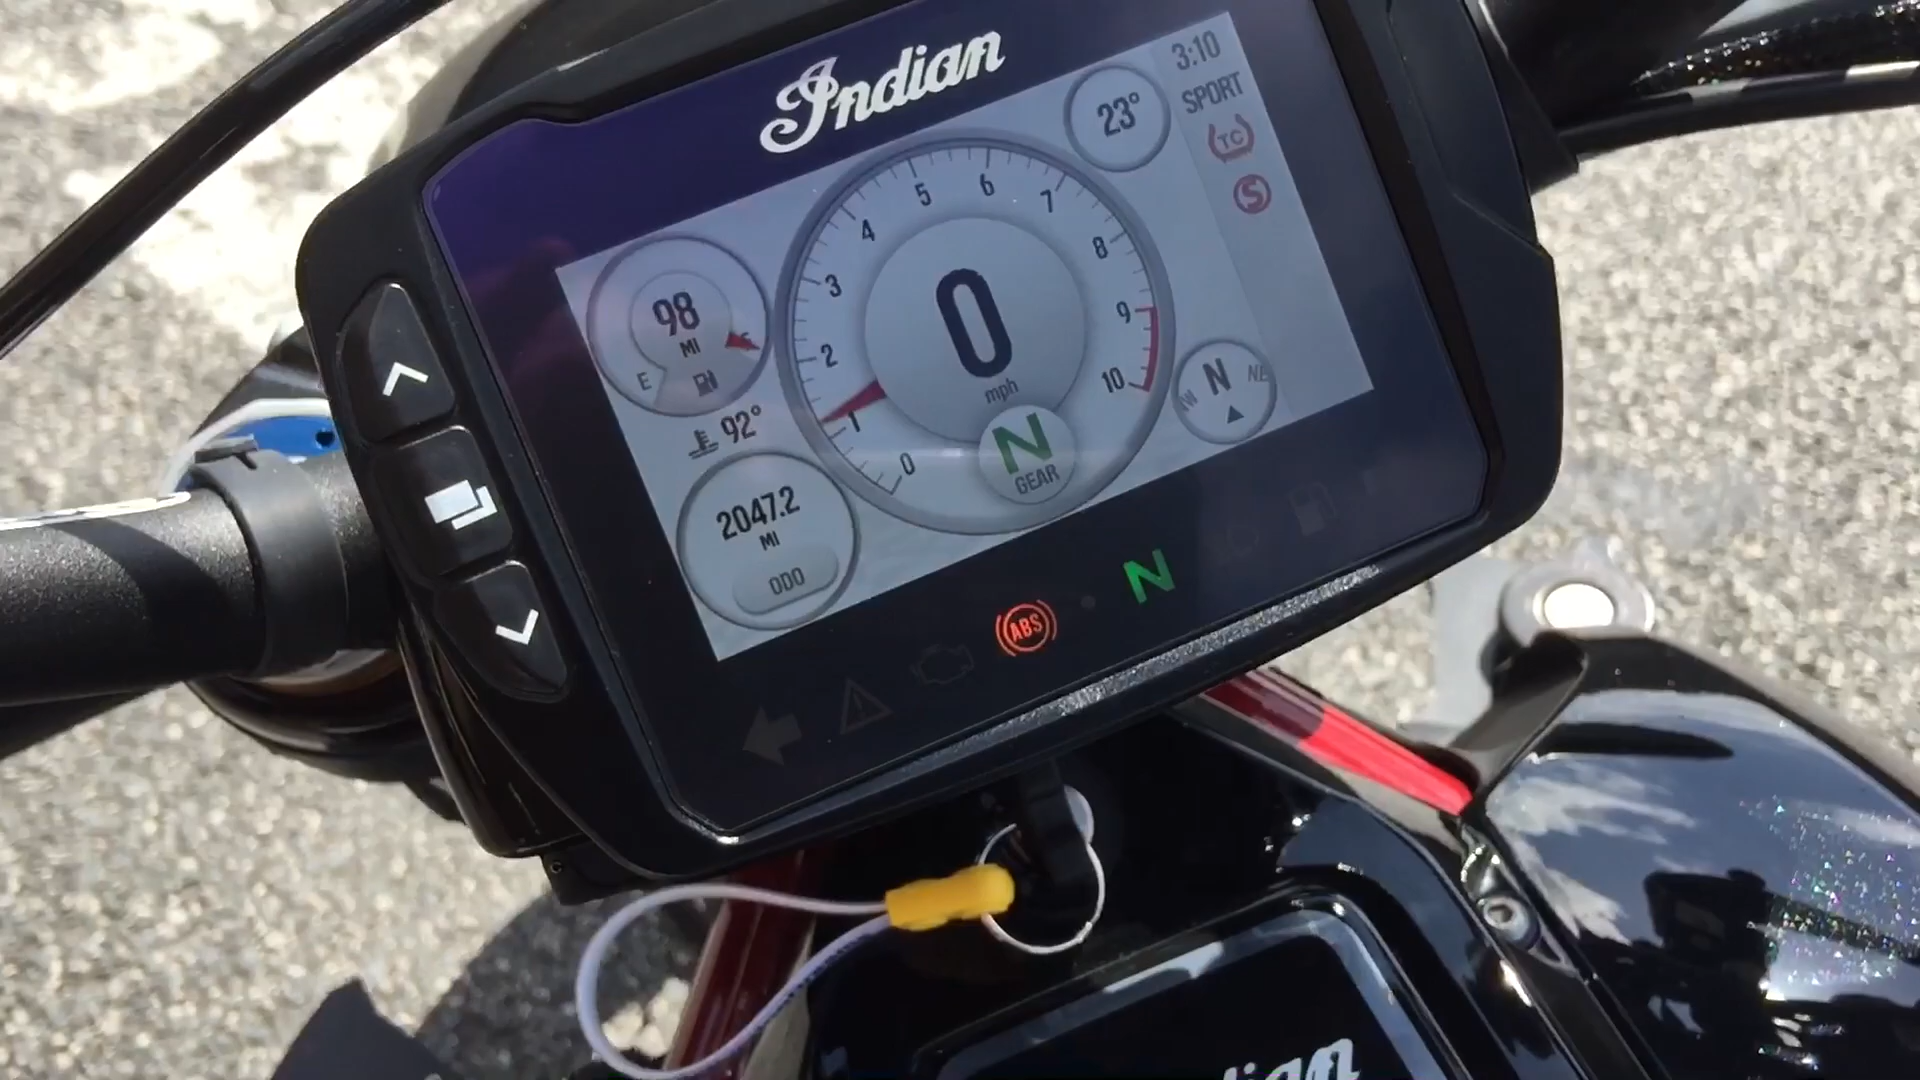 Indian
3:10
SPORT
TC
S
23°
98
MI
E
F
92°
2047.2
MI
ODO
0
1
2
3
4
5
6
7
8
9
10
0
mph
N
GEAR
N
NE
ABS
N